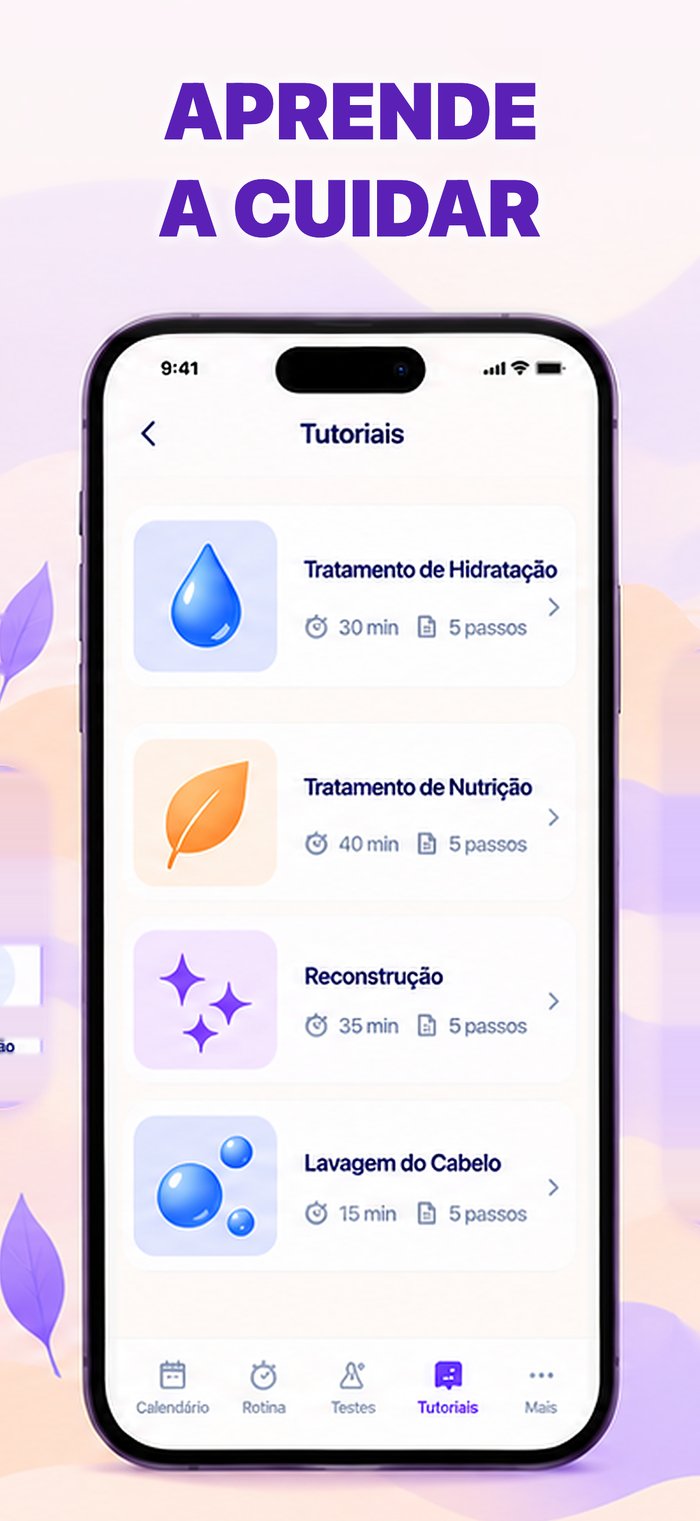 APRENDE
A CUIDAR
9:41
Tutoriais
Tratamento de Hidratação
30 min 5 passos
Tratamento de Nutrição
40 min 5 passos
Reconstrução
35 min 5 passos
ão
Lavagem do Cabelo
15 min 5 passos
Calendário Rotina Testes Tutoriais Mais